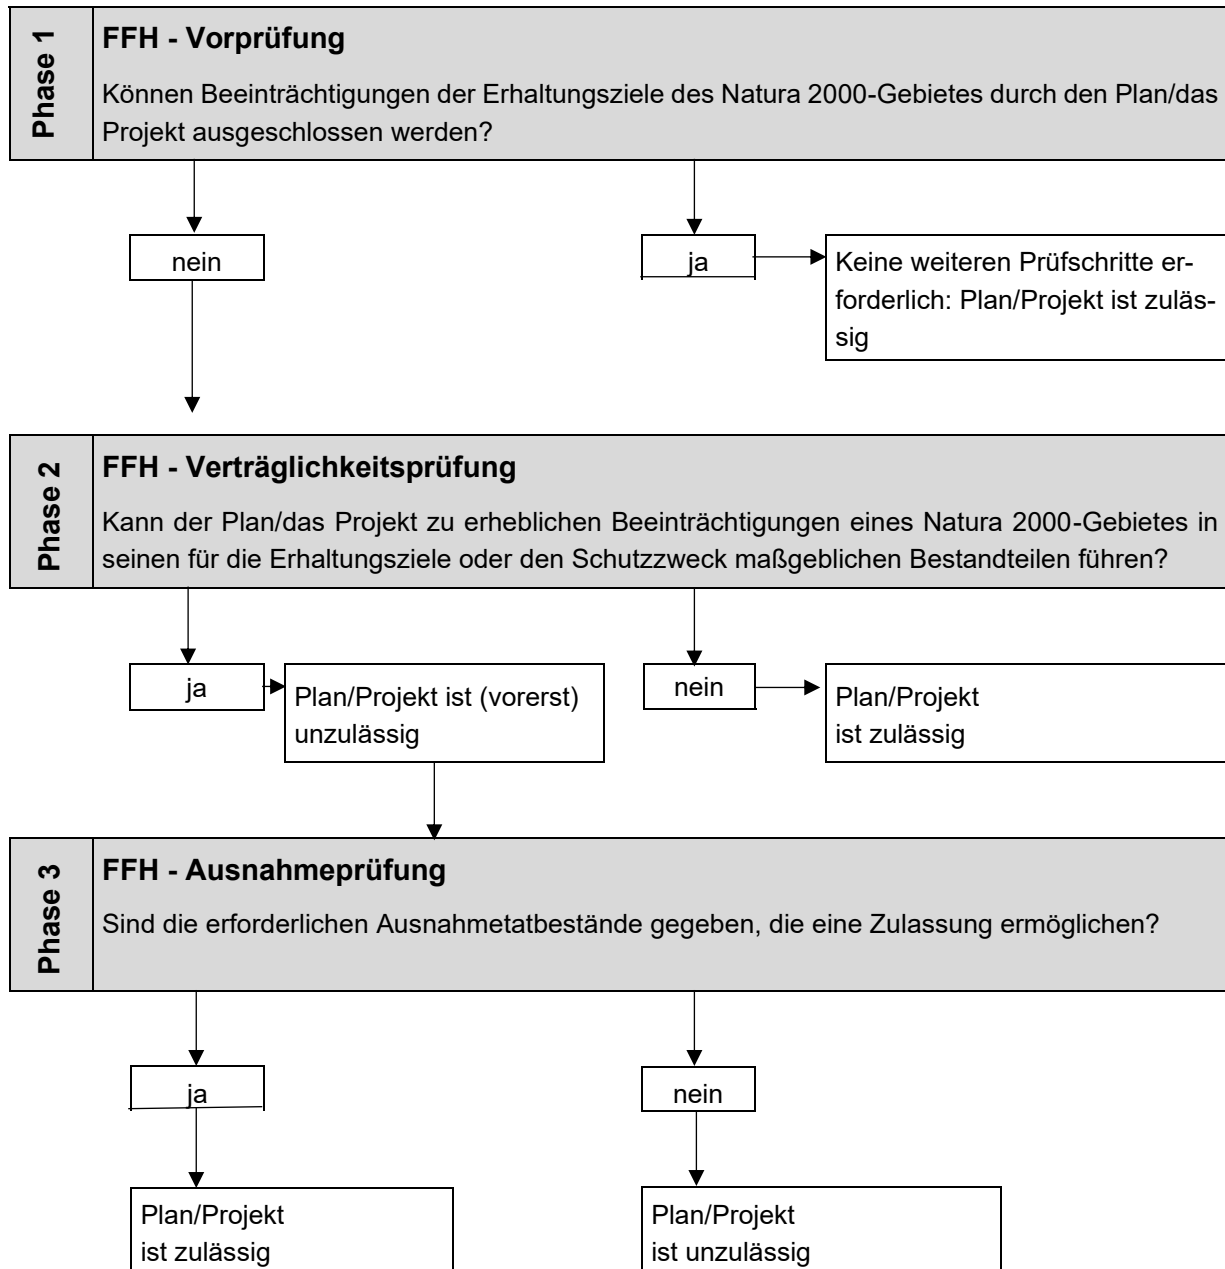 Phase 1
FFH - Vorprüfung
Können Beeinträchtigungen der Erhaltungsziele des Natura 2000-Gebietes durch den Plan/das
Projekt ausgeschlossen werden?
nein
ja
Keine weiteren Prüfschritte er-
forderlich: Plan/Projekt ist zuläs-
sig
Phase 2
FFH - Verträglichkeitsprüfung
Kann der Plan/das Projekt zu erheblichen Beeinträchtigungen eines Natura 2000-Gebietes in
seinen für die Erhaltungsziele oder den Schutzzweck maßgeblichen Bestandteilen führen?
ja
Plan/Projekt ist (vorerst)
unzulässig
nein
Plan/Projekt
ist zulässig
Phase 3
FFH - Ausnahmeprüfung
Sind die erforderlichen Ausnahmetatbestände gegeben, die eine Zulassung ermöglichen?
ja
nein
Plan/Projekt
ist zulässig
Plan/Projekt
ist unzulässig